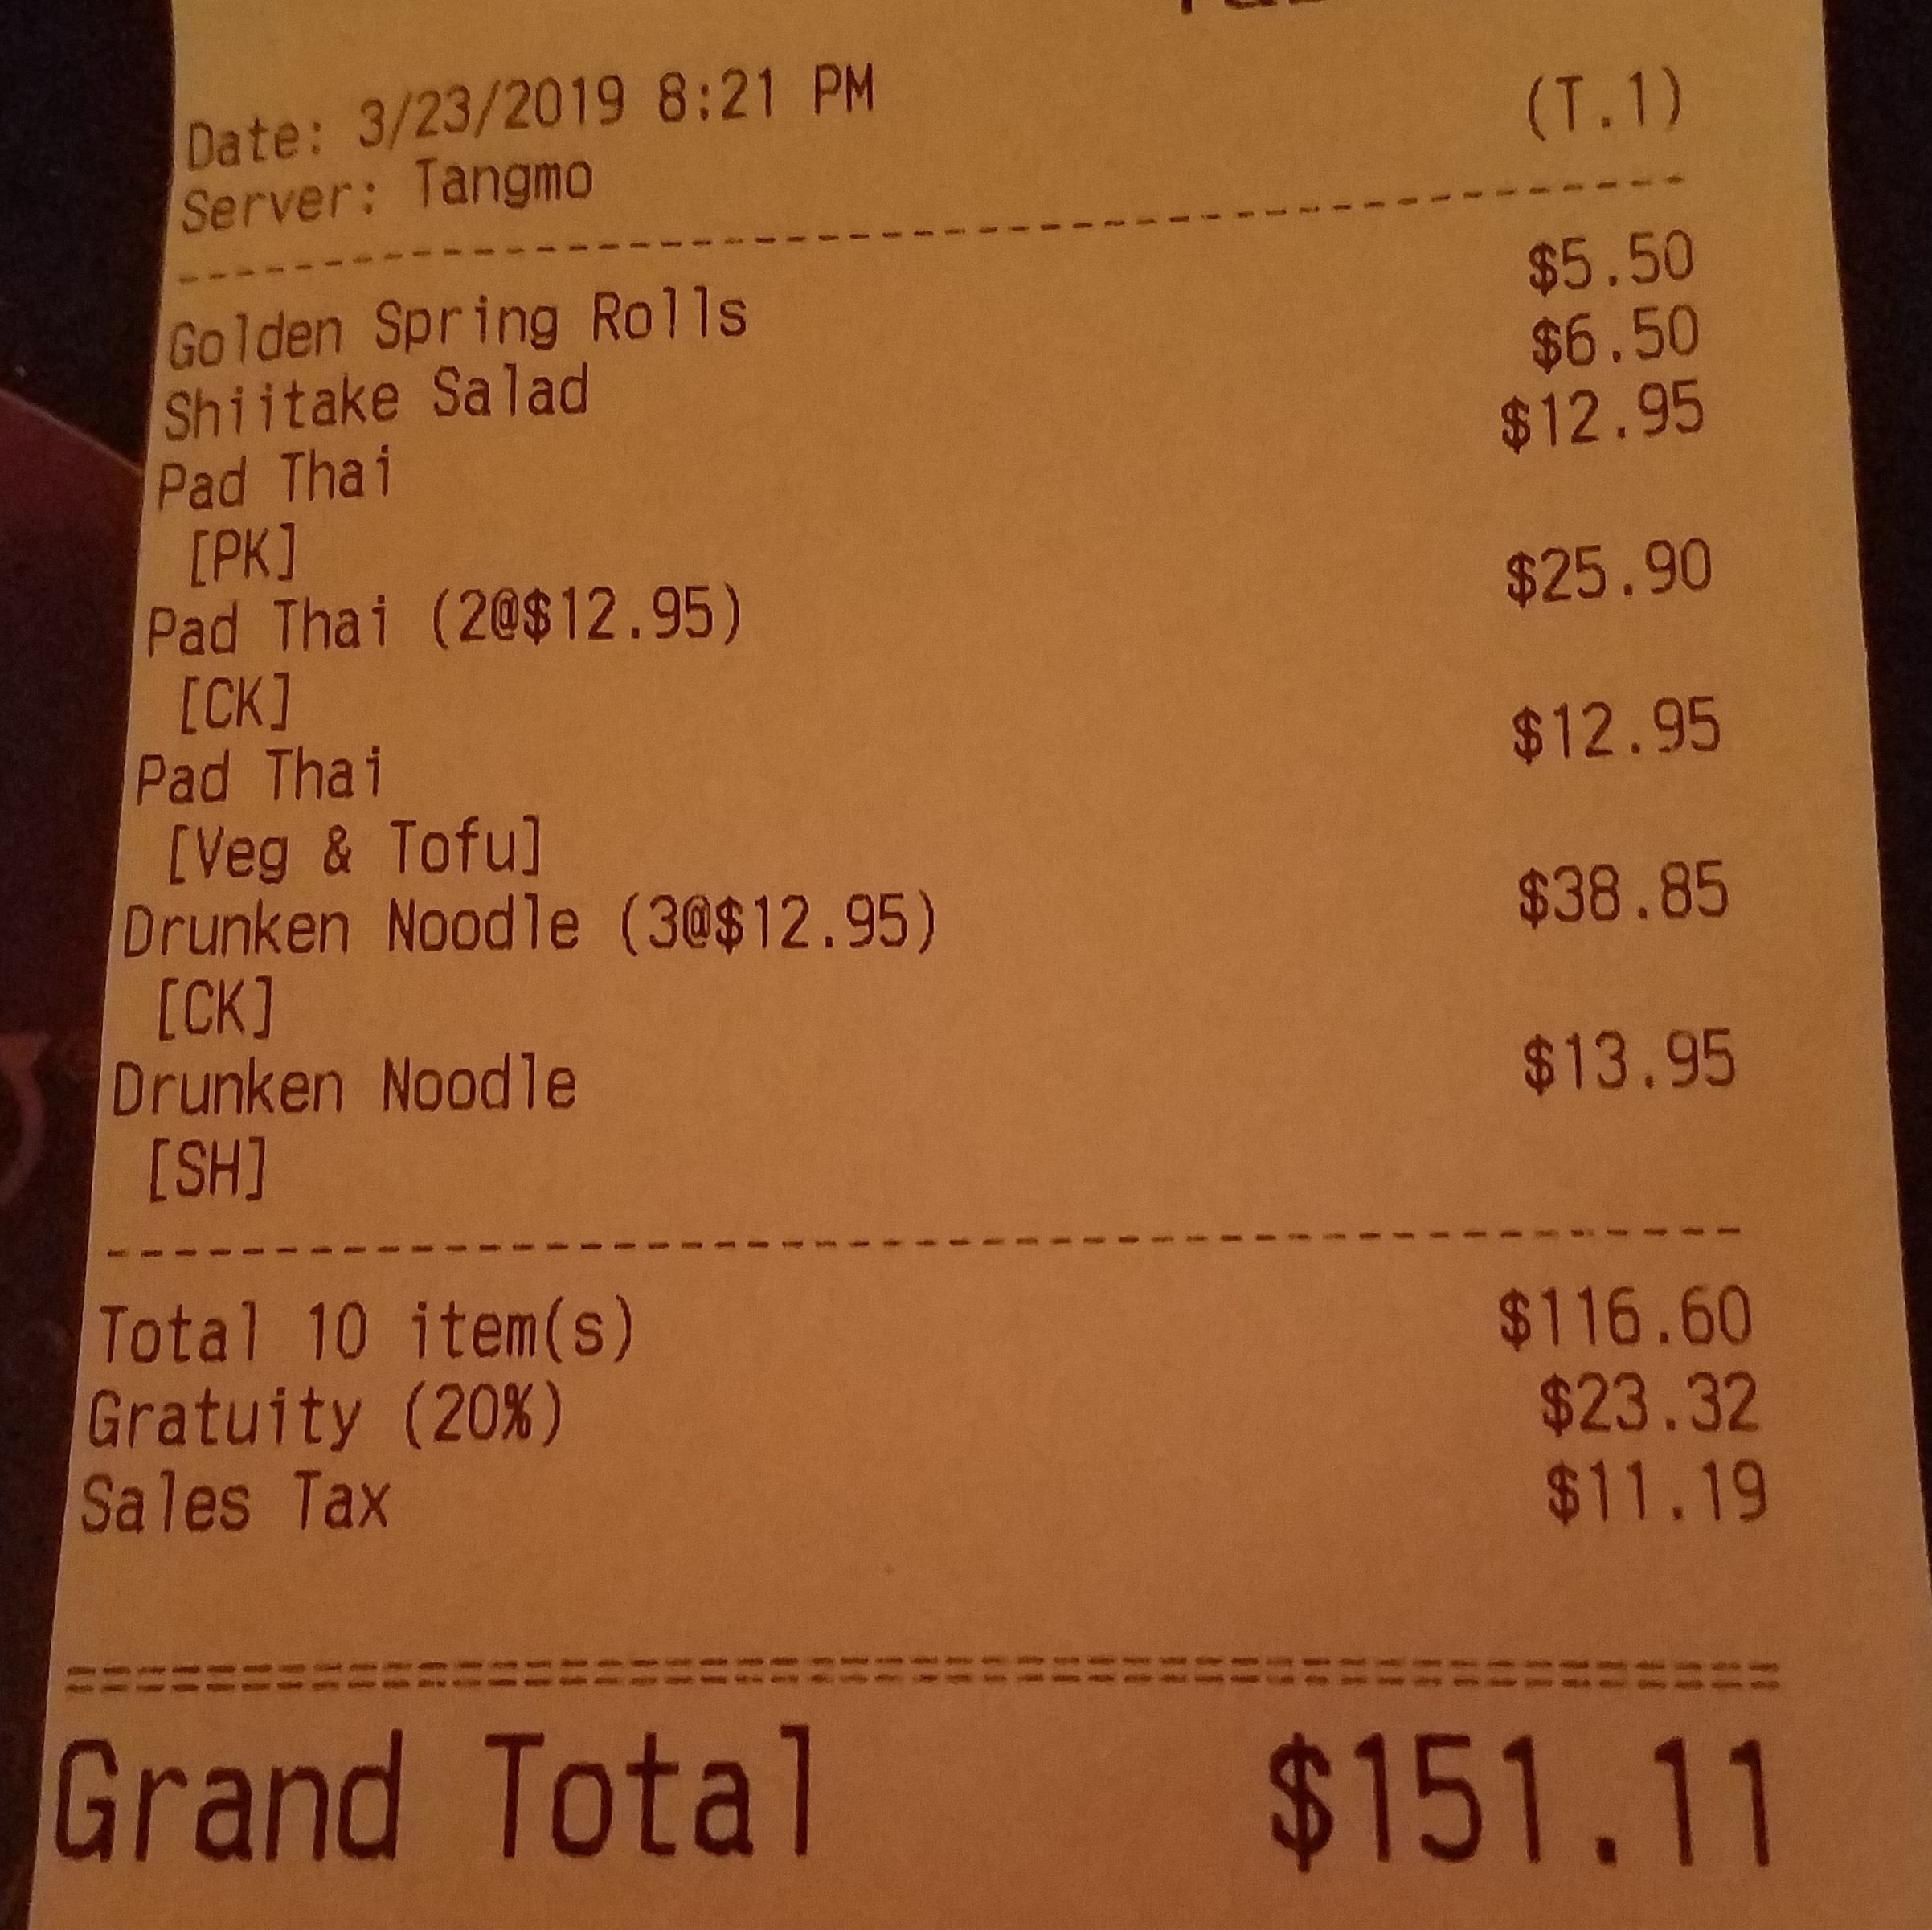 Date: 3/23/2019 8:21 PM (T.1)
Server: Tangmo
Golden Spring Rolls $5.50
Shiitake Salad $6.50
Pad Thai $12.95
[PK]
Pad Thai (2@$12.95) $25.90
[CK]
Pad Thai $12.95
[Veg & Tofu]
Drunken Noodle (3@$12.95) $38.85
[CK]
Drunken Noodle $13.95
[SH]
Total 10 item(s) $116.60
Gratuity (20%) $23.32
Sales Tax $11.19
Grand Total $151.11